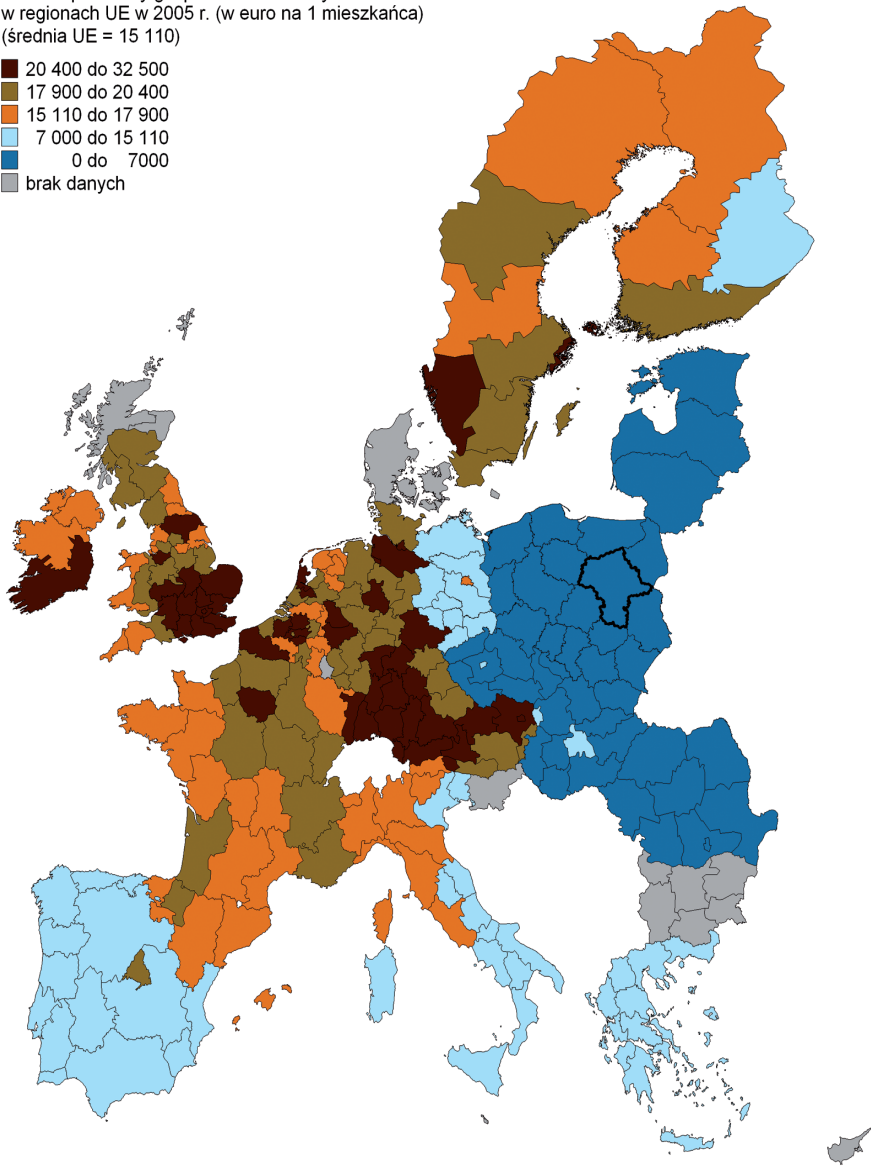 w regionach UE w 2005 r. (w euro na 1 mieszkańca)
(średnia UE = 15 110)
20 400 do 32 500
17 900 do 20 400
15 110 do 17 900
7 000 do 15 110
0 do 7000
brak danych